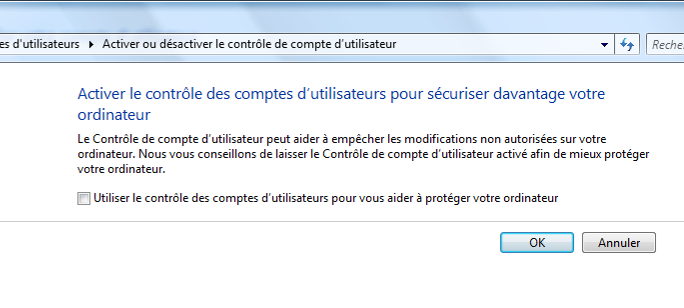 es d'utilisateurs ▸ Activer ou désactiver le contrôle de compte d'utilisateur
Reche
Activer le contrôle des comptes d'utilisateurs pour sécuriser davantage votre
ordinateur
Le Contrôle de compte d'utilisateur peut aider à empêcher les modifications non autorisées sur votre
ordinateur. Nous vous conseillons de laisser le Contrôle de compte d'utilisateur activé afin de mieux protéger
votre ordinateur.
Utiliser le contrôle des comptes d'utilisateurs pour vous aider à protéger votre ordinateur
OK
Annuler